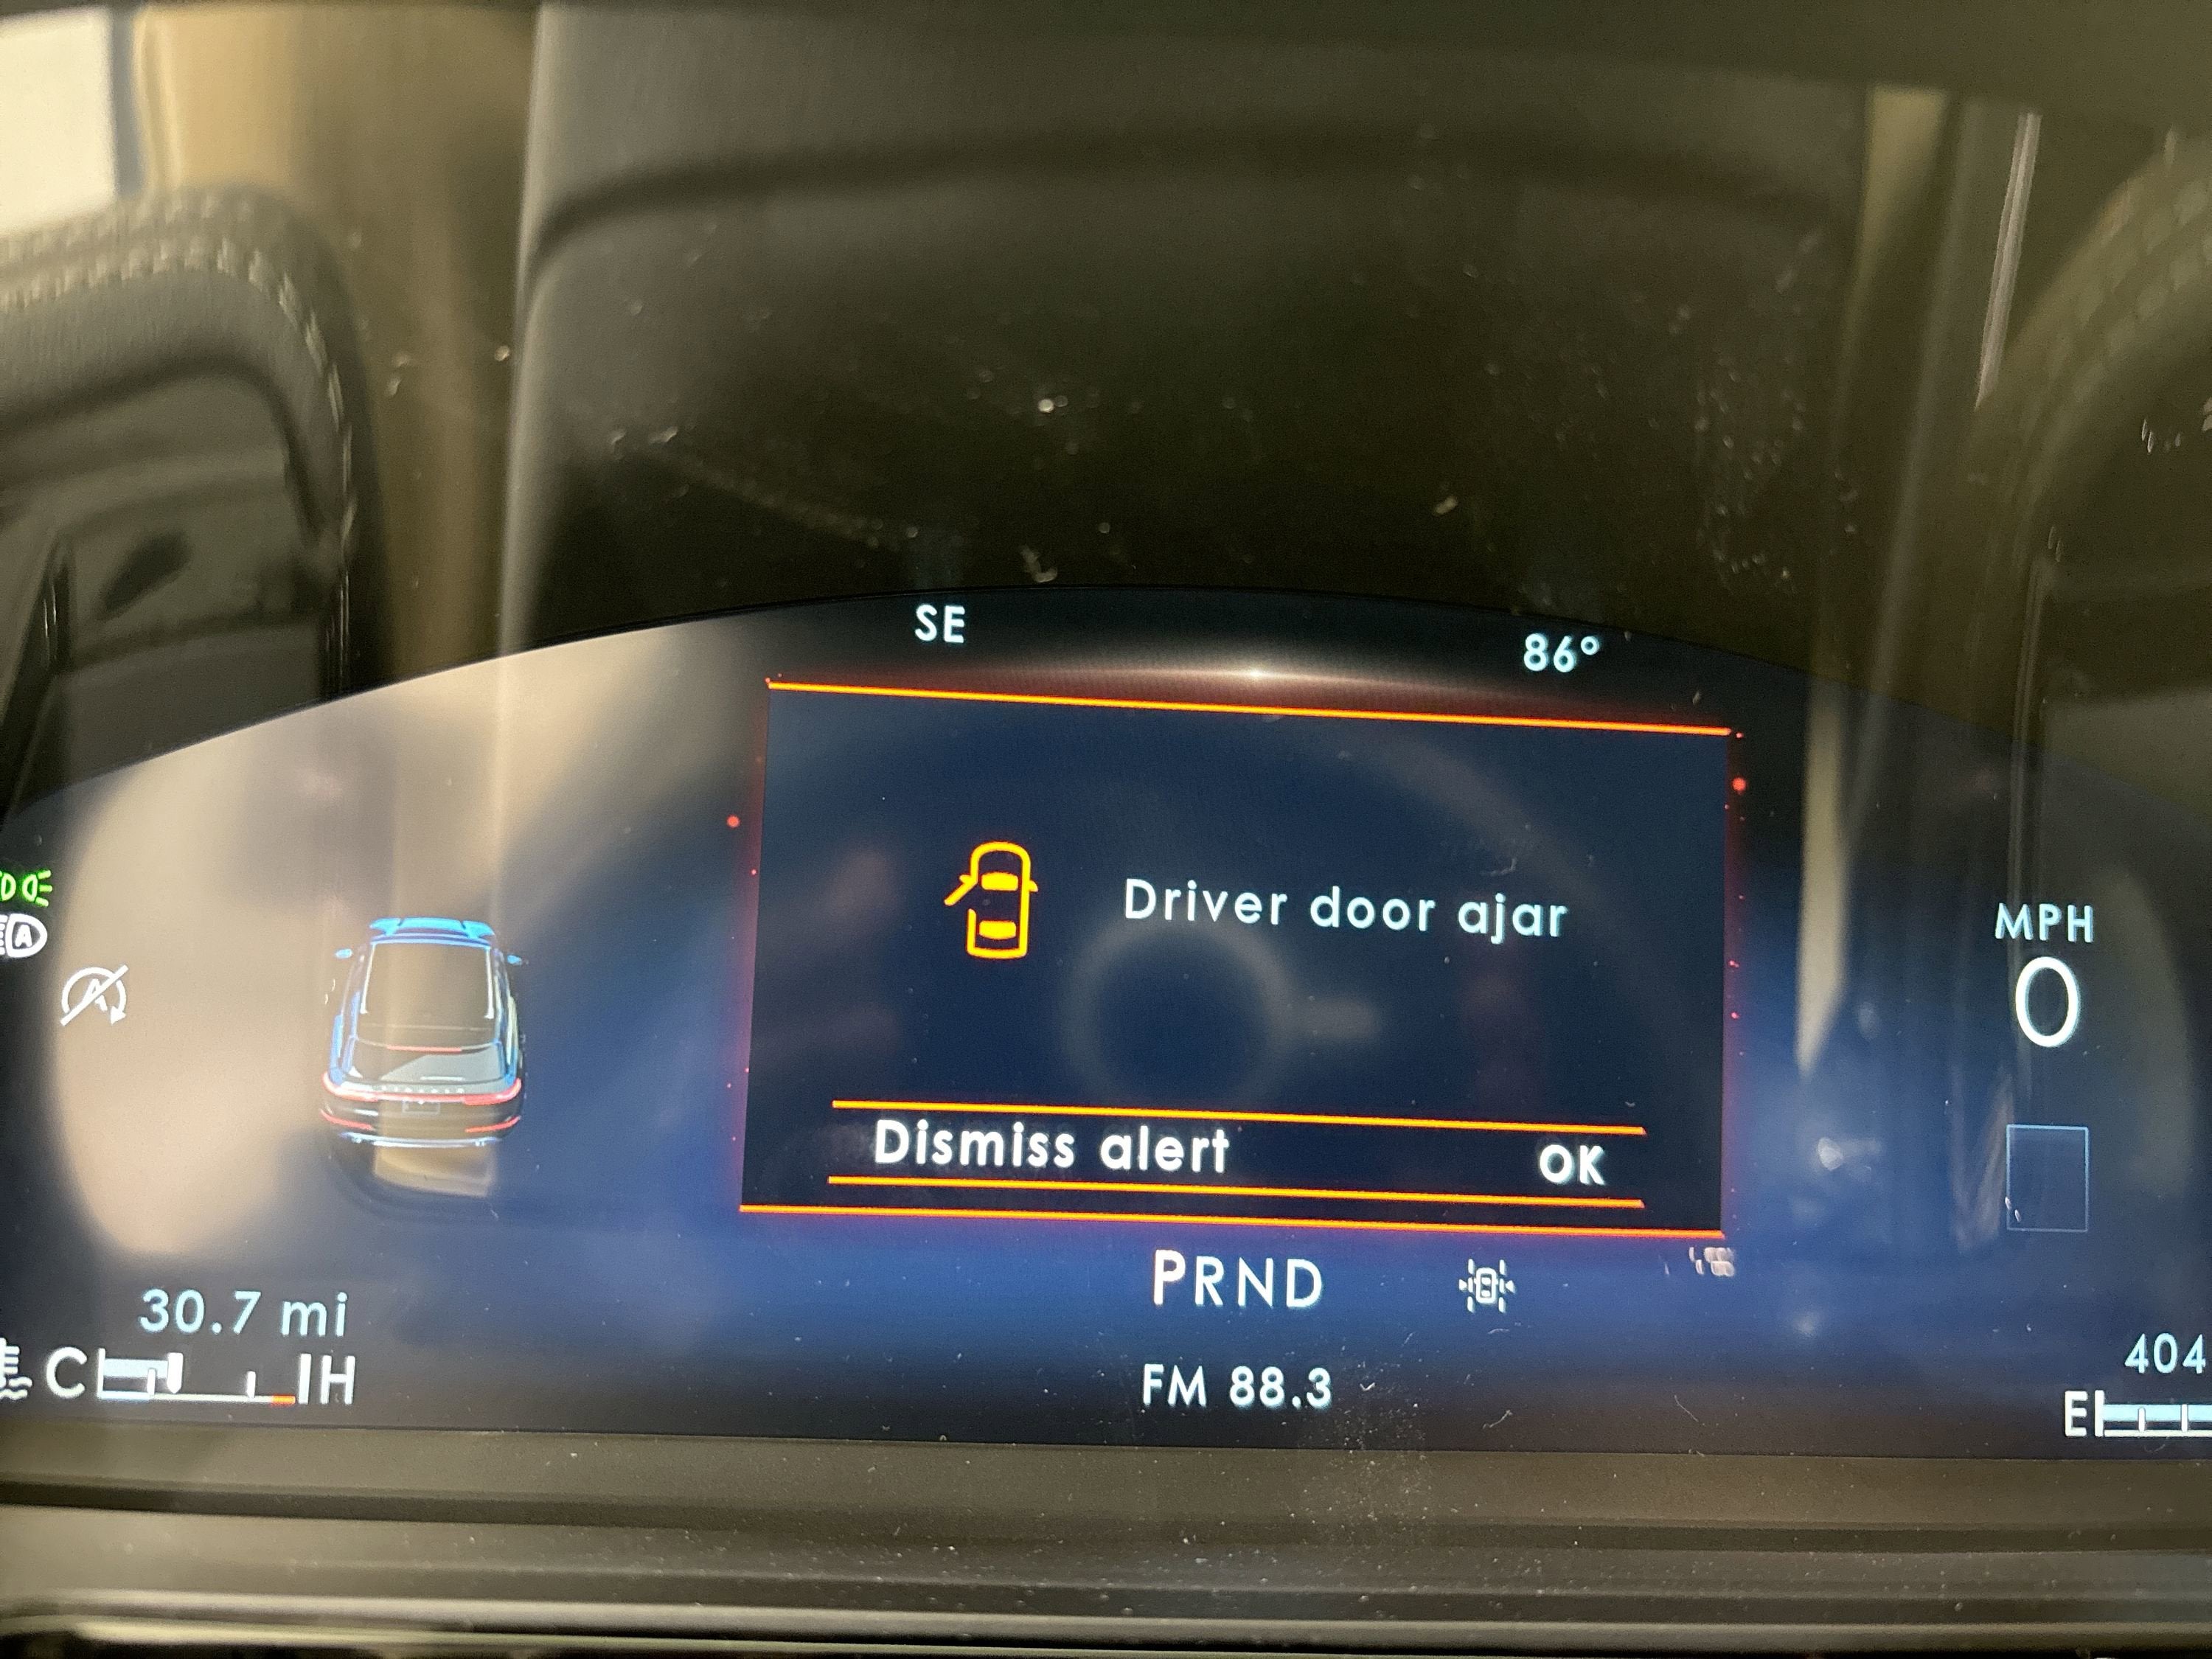 SE
86°
Driver door ajar
Dismiss alert OK
MPH
0
A
A
PRND
30.7 mi
C H
FM 88.3
404
E